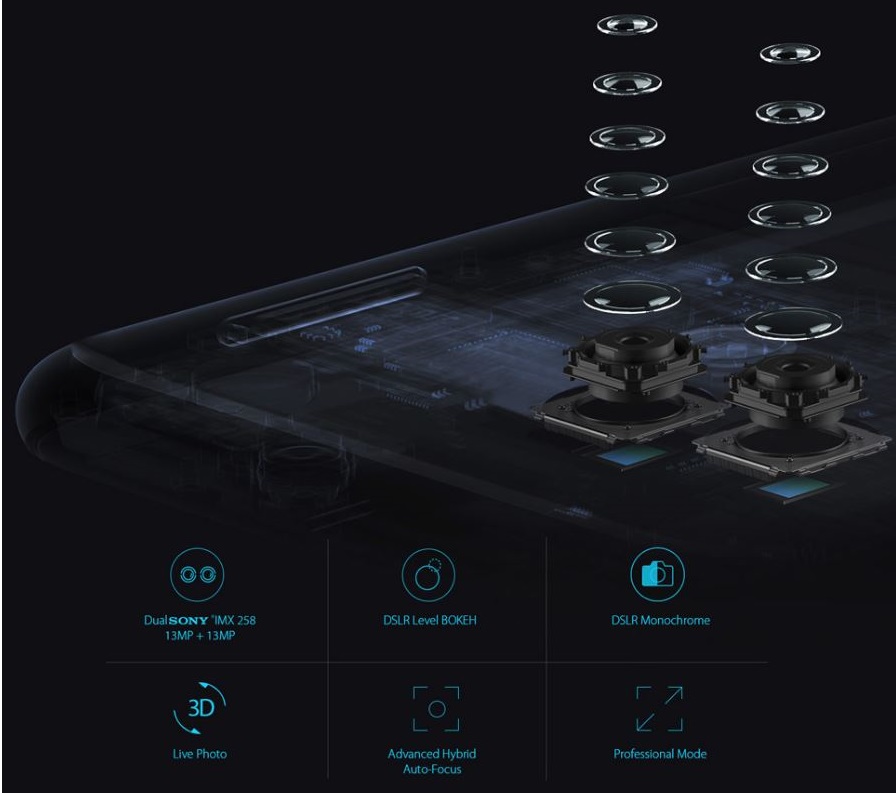 Dual SONY®IMX 258
13MP + 13MP
DSLR Level BOKEH
DSLR Monochrome
3D
Live Photo
Advanced Hybrid
Auto-Focus
Professional Mode